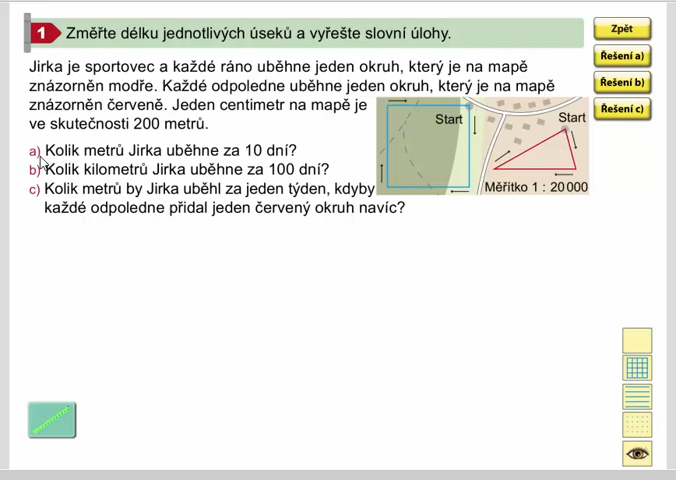 1 Změřte délku jednotlivých úseků a vyřešte slovní úlohy.
Zpět
Řešení a)
Řešení b)
Řešení c)
Jirka je sportovec a každé ráno uběhne jeden okruh, který je na mapě
znázorněn modře. Každé odpoledne uběhne jeden okruh, který je na mapě
znázorněn červeně. Jeden centimetr na mapě je
ve skutečnosti 200 metrů.
a) Kolik metrů Jirka uběhne za 10 dní?
b) Kolik kilometrů Jirka uběhne za 100 dní?
c) Kolik metrů by Jirka uběhl za jeden týden, kdyby
každé odpoledne přidal jeden červený okruh navíc?
Start
Start
Měřítko 1 : 20 000